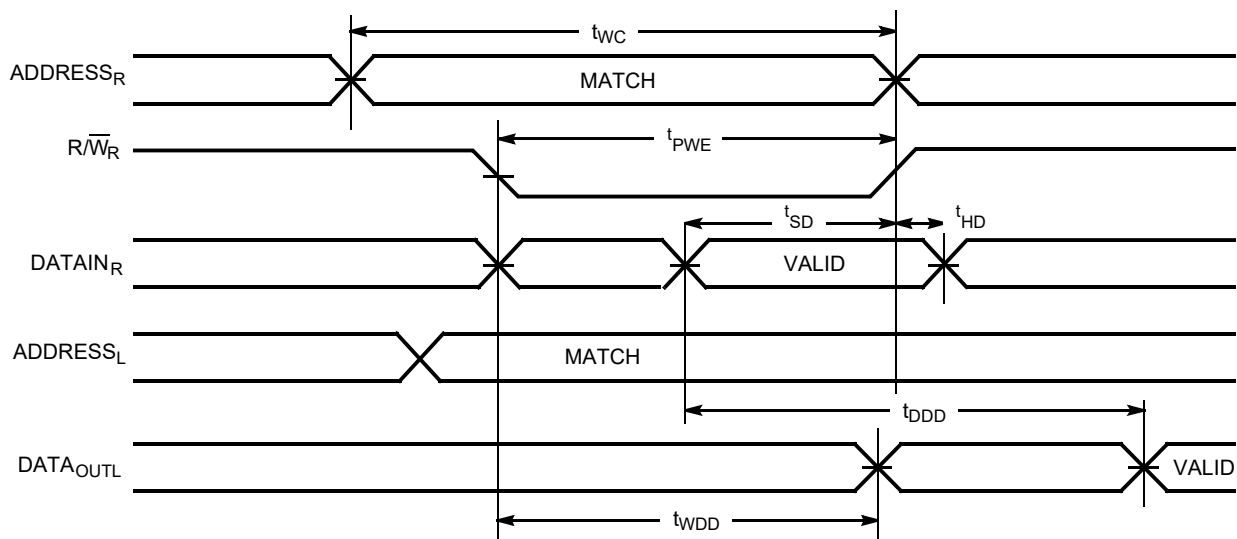 tWC
ADDRESSR MATCH
tPWE
R/W̅R
tSD tHD
DATAINR VALID
ADDRESSL MATCH
tDDD
DATAOUTL VALID
tWDD